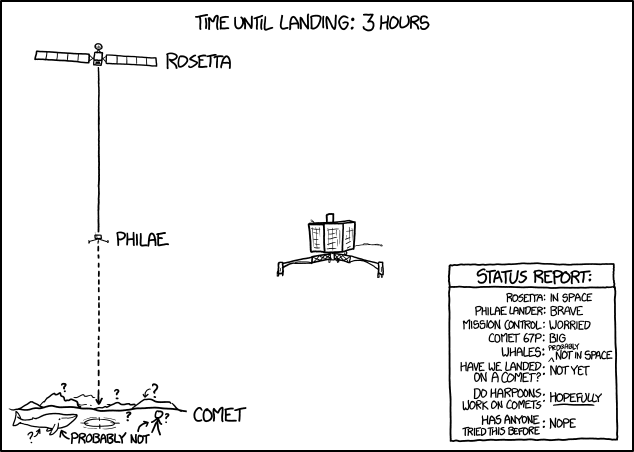 TIME UNTIL LANDING: 3 HOURS
ROSETTA
PHILAE
COMET
? ? ?
? ?
?
PROBABLY NOT
STATUS REPORT:
ROSETTA: IN SPACE
PHILAE LANDER: BRAVE
MISSION CONTROL: WORRIED
COMET 67P: BIG
WHALES: PROBABLY NOT IN SPACE
HAVE WE LANDED
ON A COMET?: NOT YET
DO HARPOONS
WORK ON COMETS: HOPEFULLY
HAS ANYONE
TRIED THIS BEFORE: NOPE